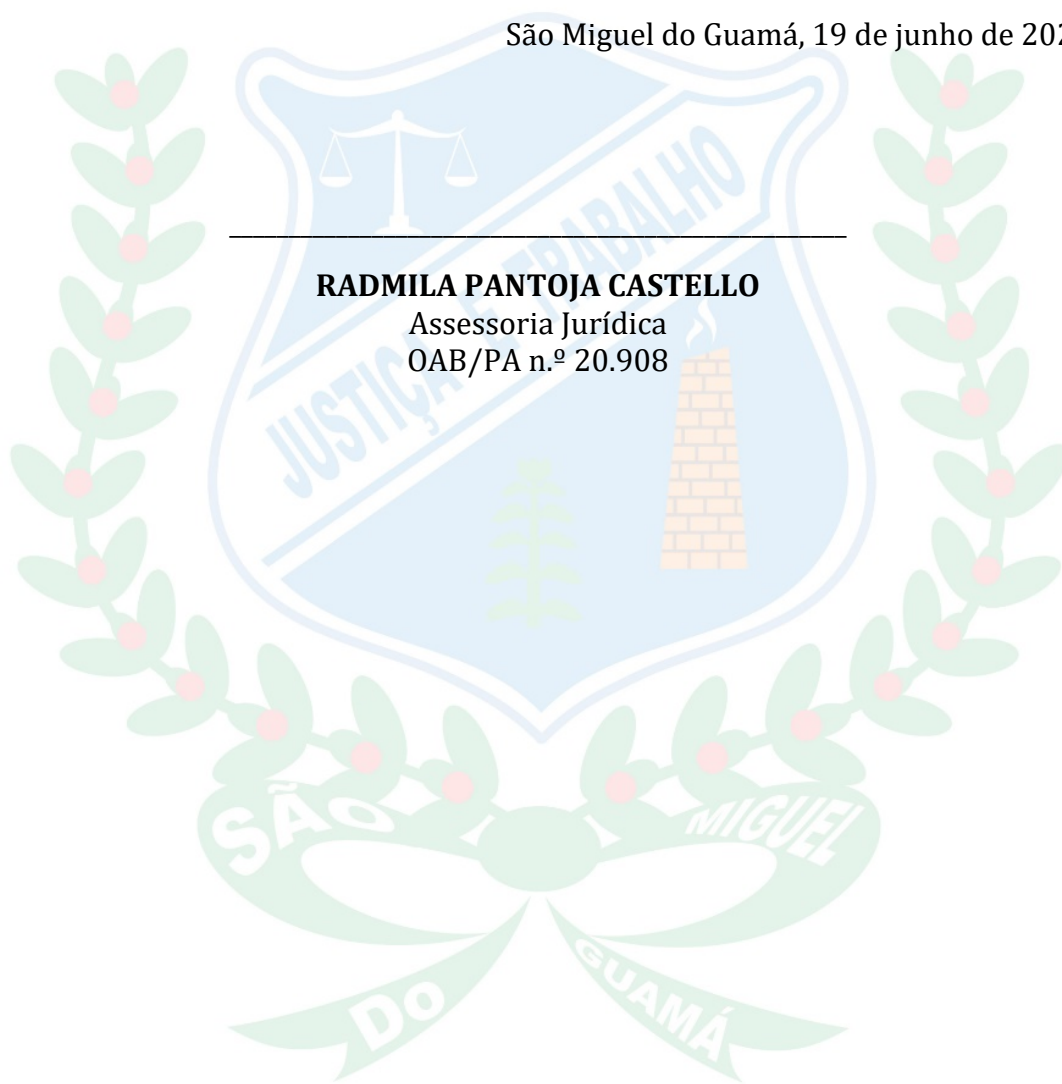 São Miguel do Guamá, 19 de junho de 202
RADMILA PANTOJA CASTELLO
Assessoria Jurídica
OAB/PA n.º 20.908
JUSTIÇA E TRABALHO
SÃO MIGUEL
DO GUAMÁ